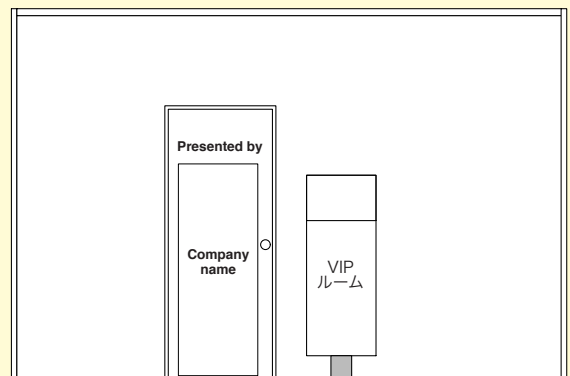 Presented by
Company
name
VIP
ルーム